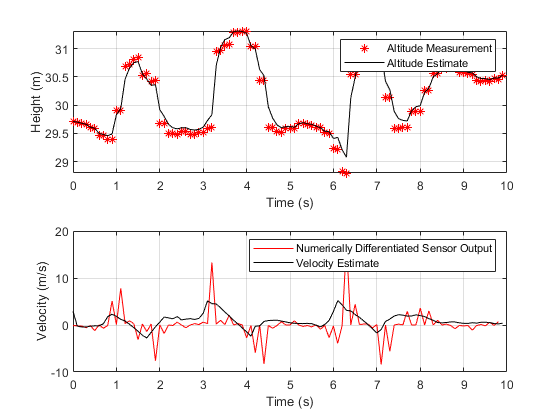 31
30.5
30
29.5
29
Height (m)
Altitude Measurement
Altitude Estimate
0 1 2 3 4 5 6 7 8 9 10
Time (s)
20
10
0
-10
Velocity (m/s)
Numerically Differentiated Sensor Output
Velocity Estimate
0 1 2 3 4 5 6 7 8 9 10
Time (s)